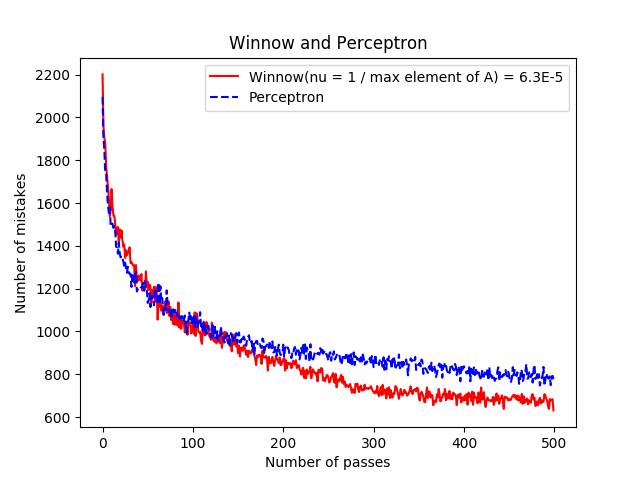 Winnow and Perceptron
Winnow(nu = 1 / max element of A) = 6.3E-5
Perceptron
Number of mistakes
2200
2000
1800
1600
1400
1200
1000
800
600
0 100 200 300 400 500
Number of passes